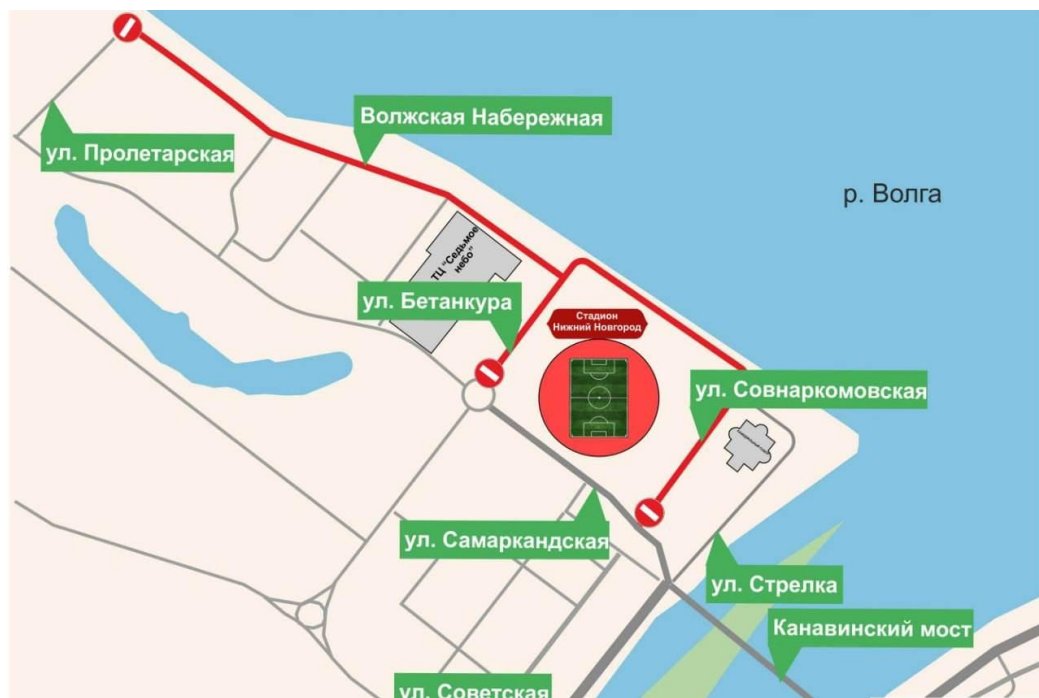 Волжская Набережная
ул. Пролетарская
р. Волга
ТЦ "Седьмое
небо"
ул. Бетанкура
Стадион
Нижний Новгород
ул. Совнаркомовская
ул. Самаркандская
ул. Стрелка
Канавинский мост
ул. Советская